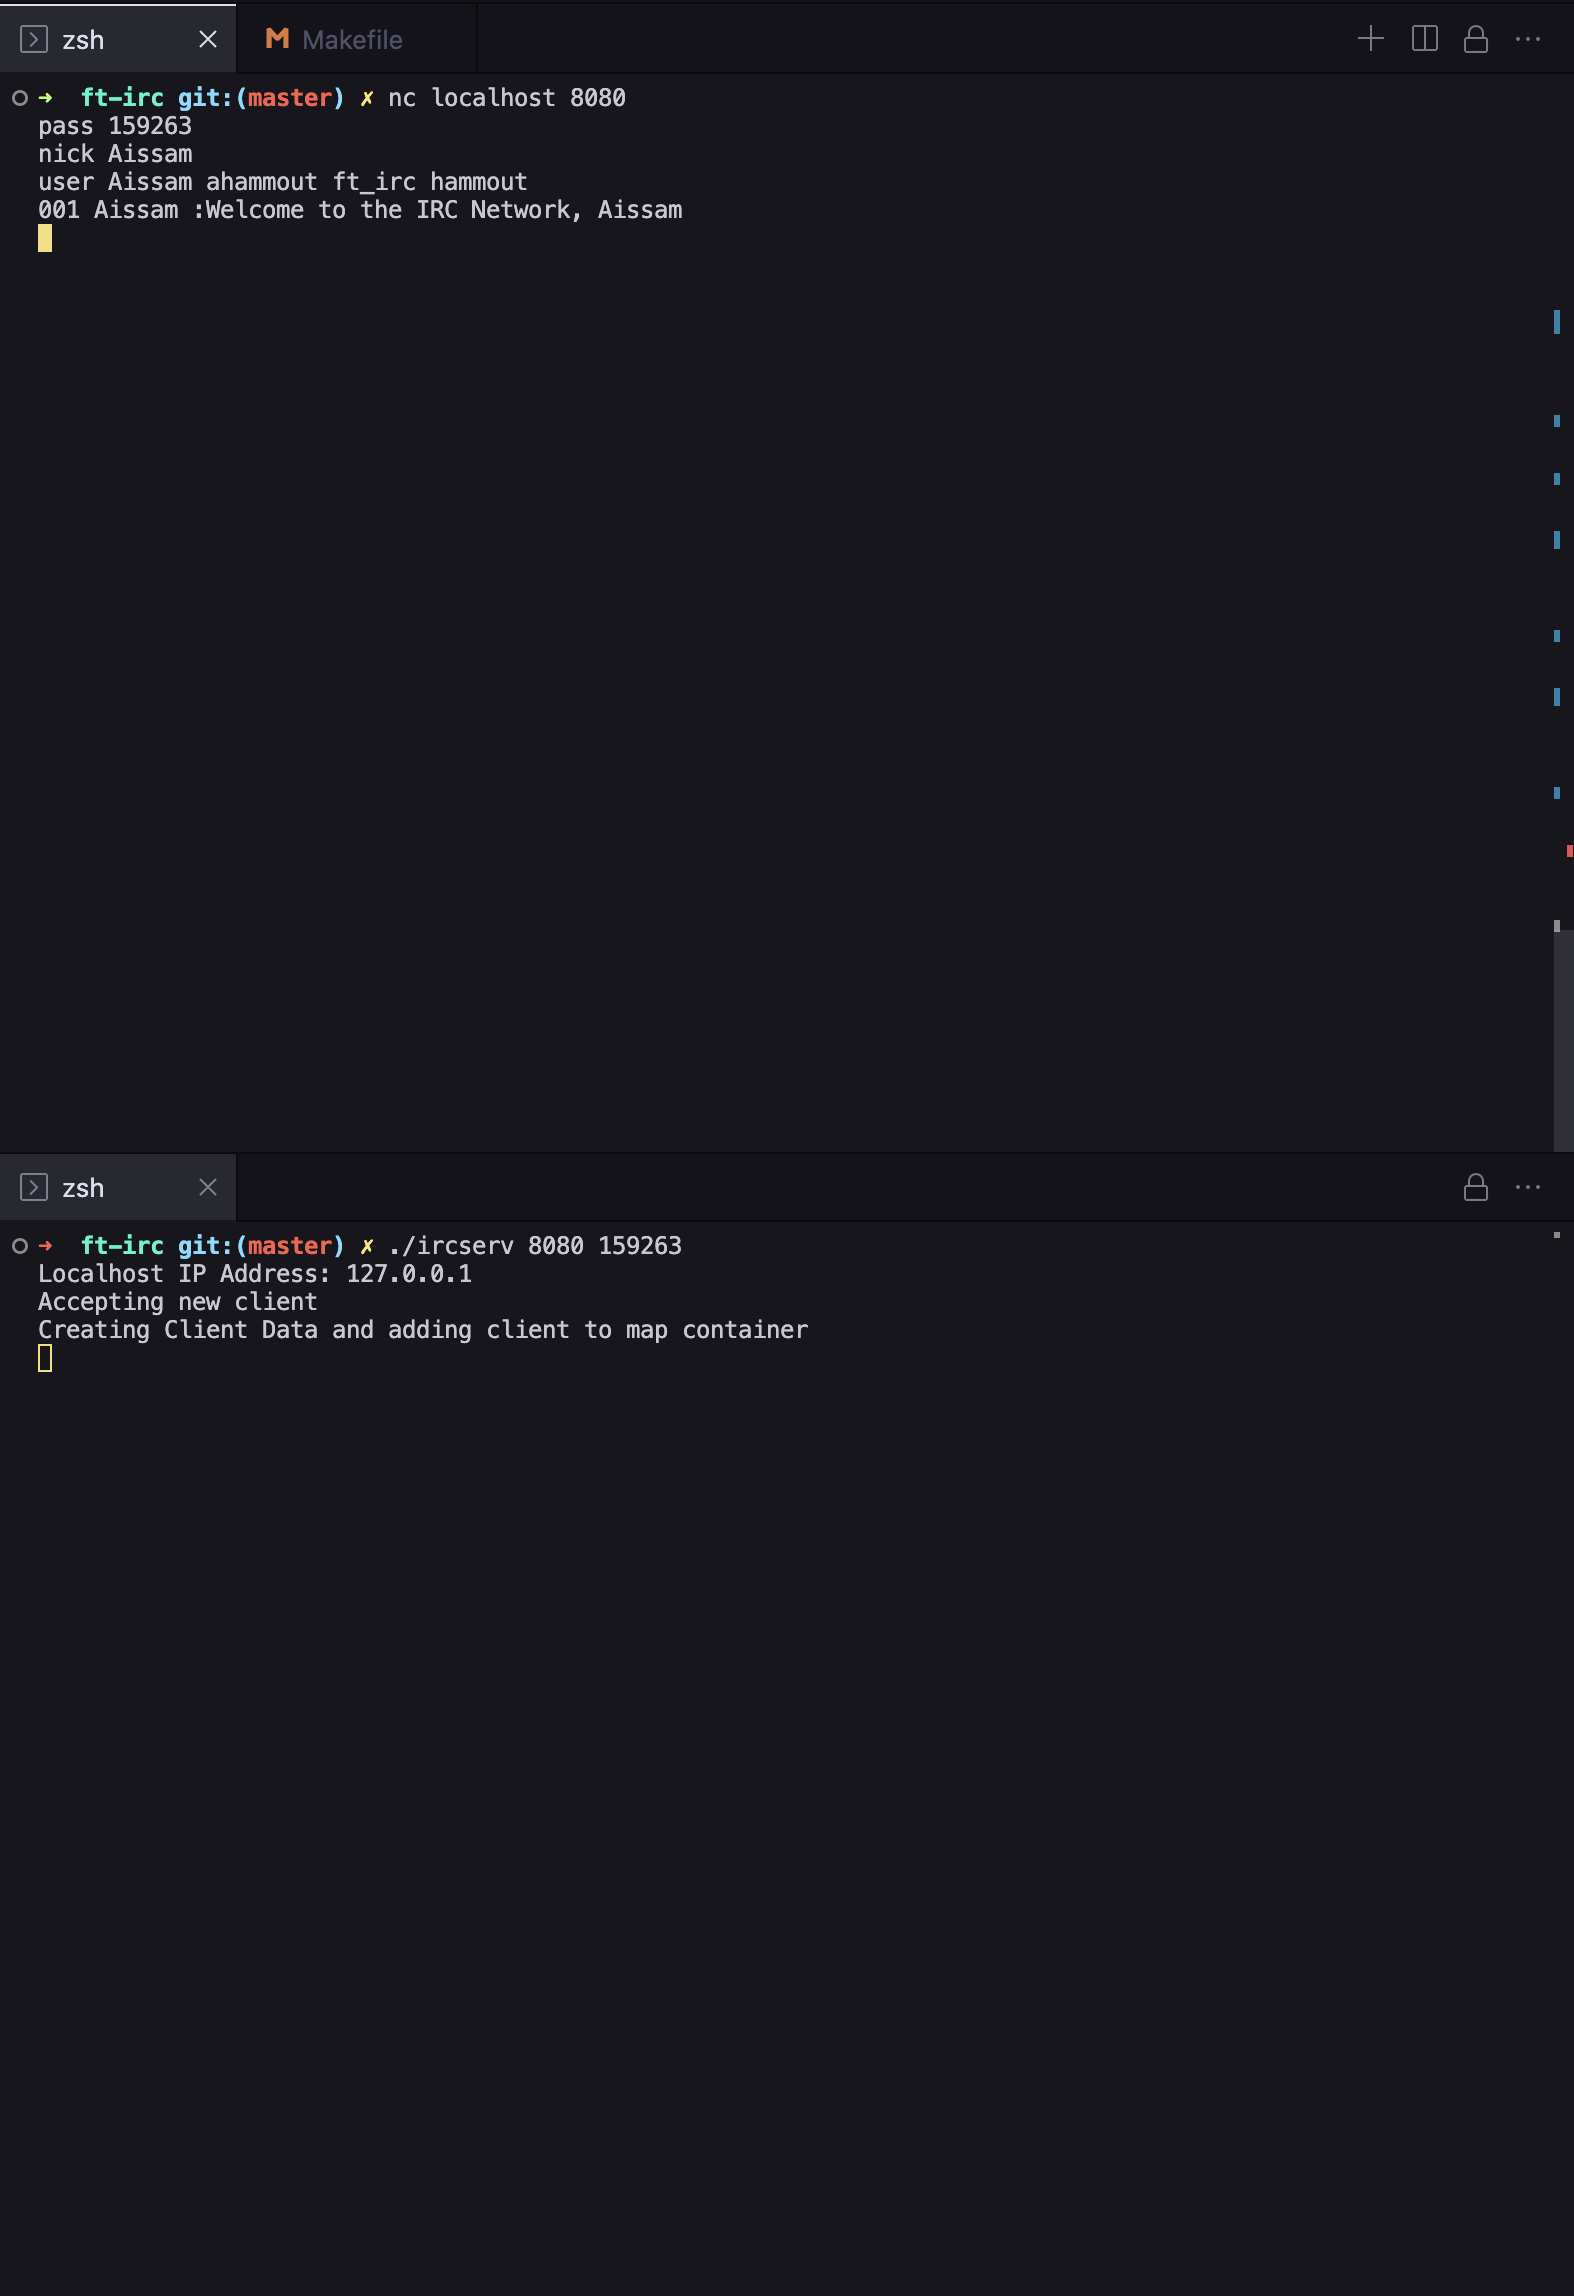 zsh
Makefile
➜  ft-irc git:(master) ✗ nc localhost 8080
pass 159263
nick Aissam
user Aissam ahammout ft_irc hammout
001 Aissam :Welcome to the IRC Network, Aissam
zsh
➜  ft-irc git:(master) ✗ ./ircserv 8080 159263
Localhost IP Address: 127.0.0.1
Accepting new client
Creating Client Data and adding client to map container